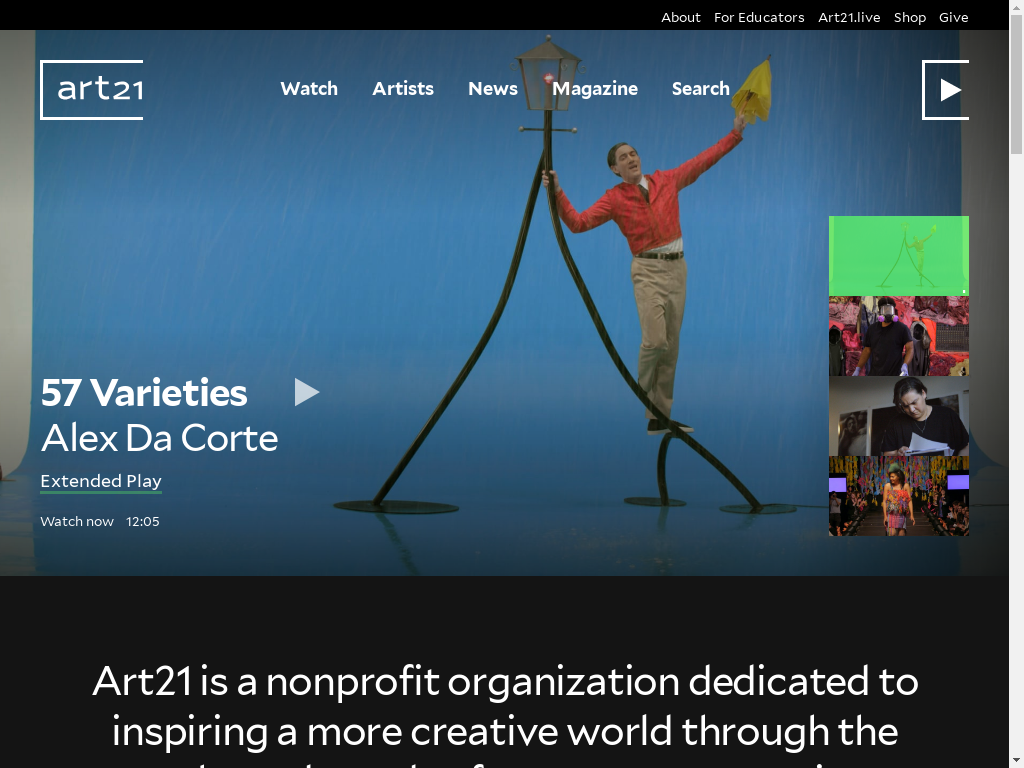 About For Educators Art21.live Shop Give
art21
Watch Artists News Magazine Search
57 Varieties
Alex Da Corte
Extended Play
Watch now 12:05
Art21 is a nonprofit organization dedicated to
inspiring a more creative world through the